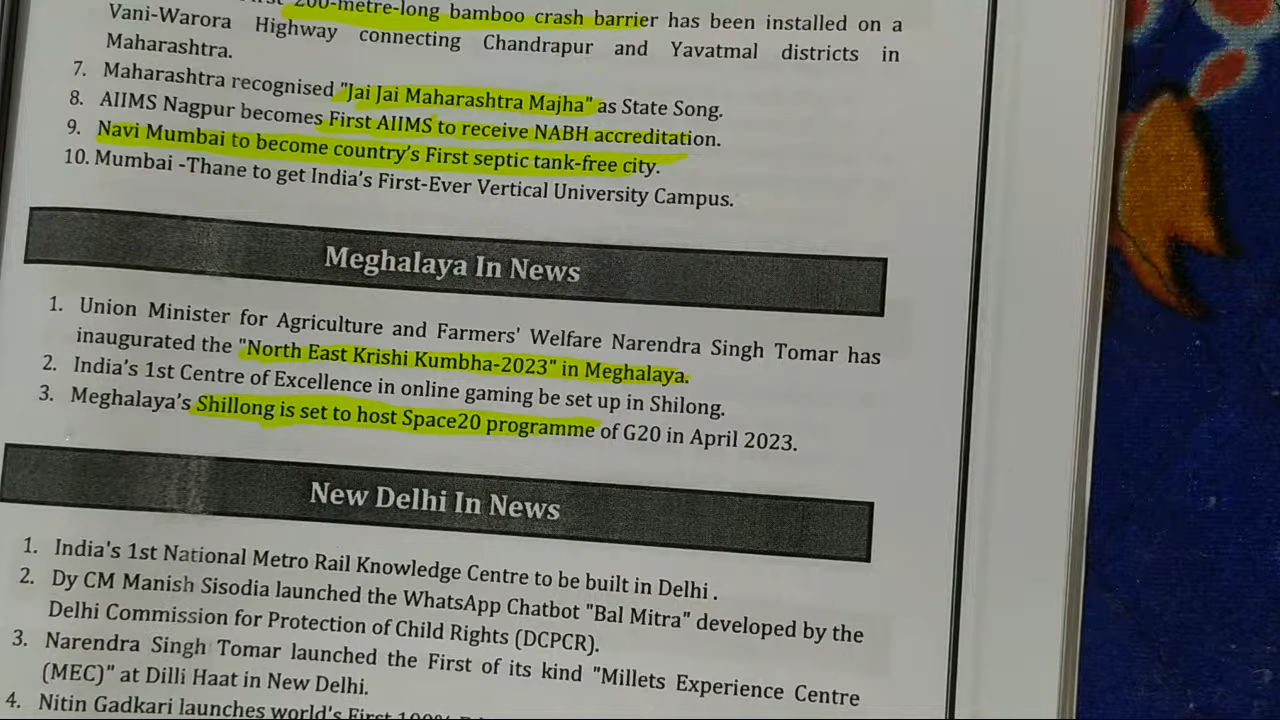 200-metre-long bamboo crash barrier has been installed on a
Vani-Warora Highway connecting Chandrapur and Yavatmal districts in
Maharashtra.
7. Maharashtra recognised "Jai Jai Maharashtra Majha" as State Song.
8. AIIMS Nagpur becomes First AIIMS to receive NABH accreditation.
9. Navi Mumbai to become country's First septic tank-free city.
10. Mumbai -Thane to get India's First-Ever Vertical University Campus.
Meghalaya In News
1. Union Minister for Agriculture and Farmers' Welfare Narendra Singh Tomar has
inaugurated the "North East Krishi Kumbha-2023" in Meghalaya.
2. India's 1st Centre of Excellence in online gaming be set up in Shilong.
3. Meghalaya's Shillong is set to host Space20 programme of G20 in April 2023.
New Delhi In News
1. India's 1st National Metro Rail Knowledge Centre to be built in Delhi .
2. Dy CM Manish Sisodia launched the WhatsApp Chatbot "Bal Mitra" developed by the
Delhi Commission for Protection of Child Rights (DCPCR).
3. Narendra Singh Tomar launched the First of its kind "Millets Experience Centre
(MEC)" at Dilli Haat in New Delhi.
4. Nitin Gadkari launches world's First 100%